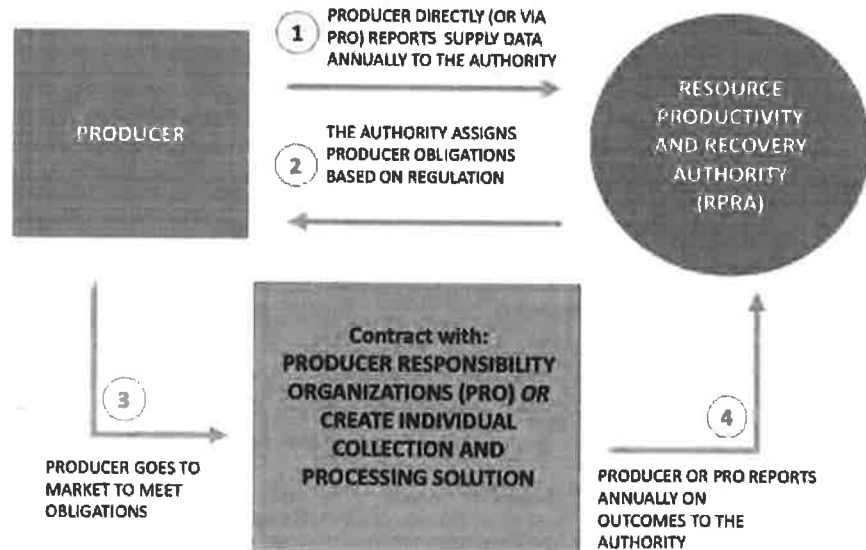 1
PRODUCER DIRECTLY (OR VIA
PRO) REPORTS SUPPLY DATA
ANNUALLY TO THE AUTHORITY
PRODUCER
RESOURCE
PRODUCTIVITY
AND RECOVERY
AUTHORITY
(RPRA)
2
THE AUTHORITY ASSIGNS
PRODUCER OBLIGATIONS
BASED ON REGULATION
3
PRODUCER GOES TO
MARKET TO MEET
OBLIGATIONS
Contract with:
PRODUCER RESPONSIBILITY
ORGANIZATIONS (PRO) OR
CREATE INDIVIDUAL
COLLECTION AND
PROCESSING SOLUTION
4
PRODUCER OR PRO REPORTS
ANNUALLY ON
OUTCOMES TO THE
AUTHORITY